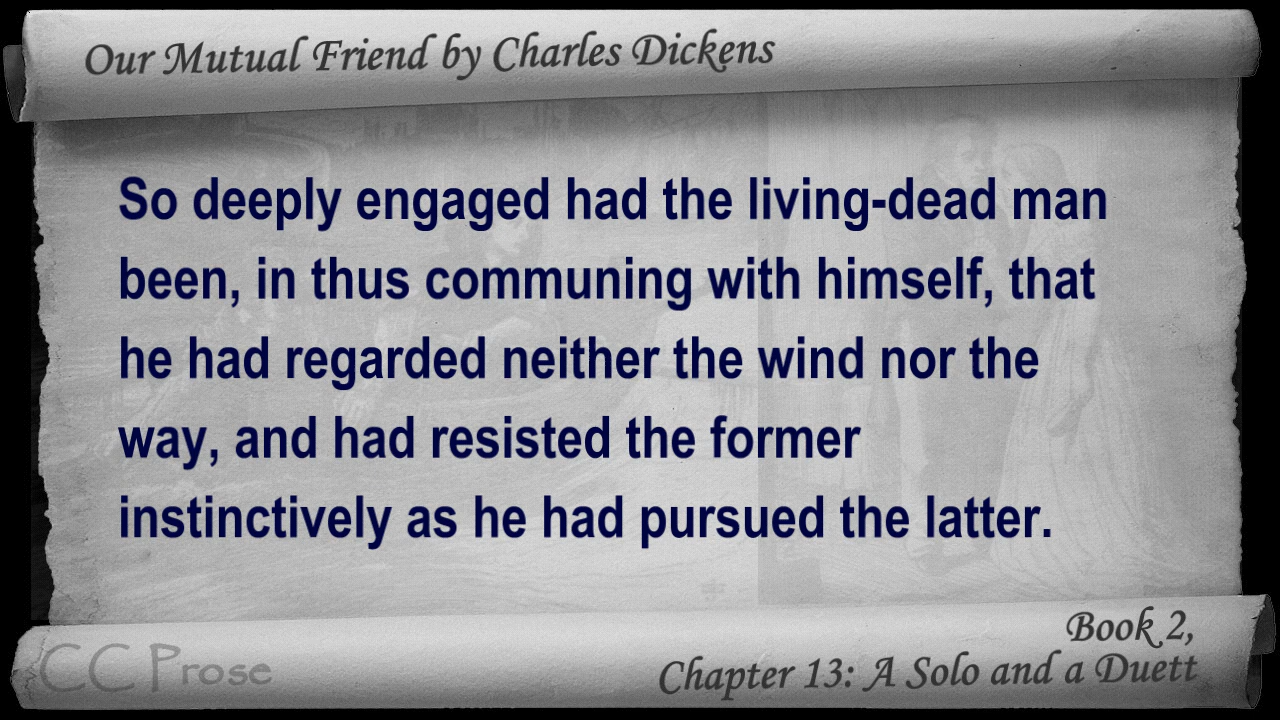 Our Mutual Friend by Charles Dickens
So deeply engaged had the living-dead man
been, in thus communing with himself, that
he had regarded neither the wind nor the
way, and had resisted the former
instinctively as he had pursued the latter.
Book 2,
CC Prose
Chapter 13: A Solo and a Duett